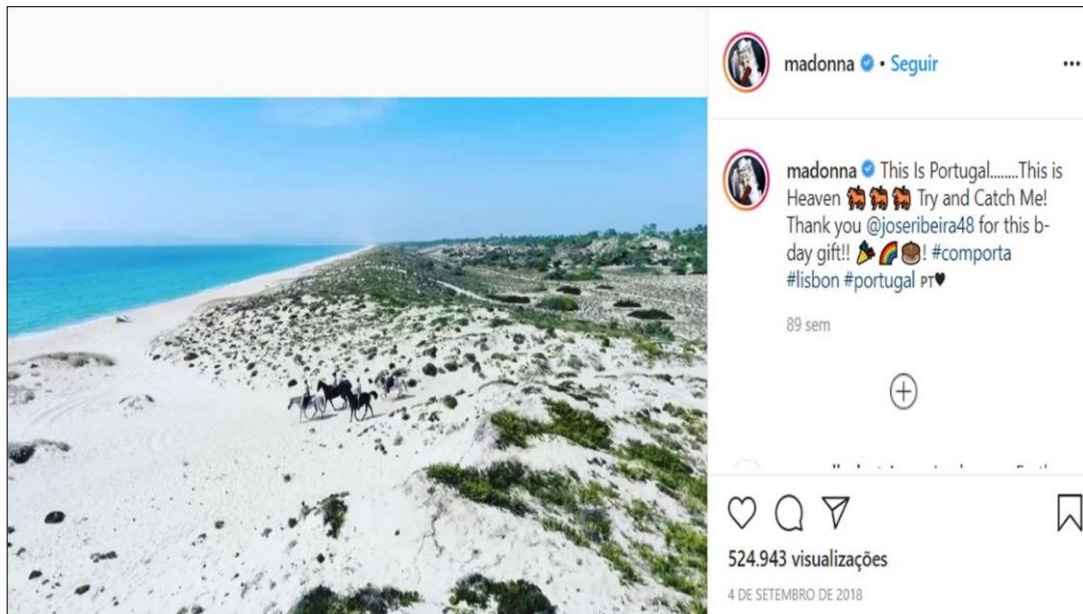 madonna • Seguir
madonna This Is Portugal........This is
Heaven 🐂🐂🐂 Try and Catch Me!
Thank you @joseribeira48 for this b-
day gift!! 🎉🌈🎂! #comporta
#lisbon #portugal PT♥
89 sem
524.943 visualizações
4 DE SETEMBRO DE 2018